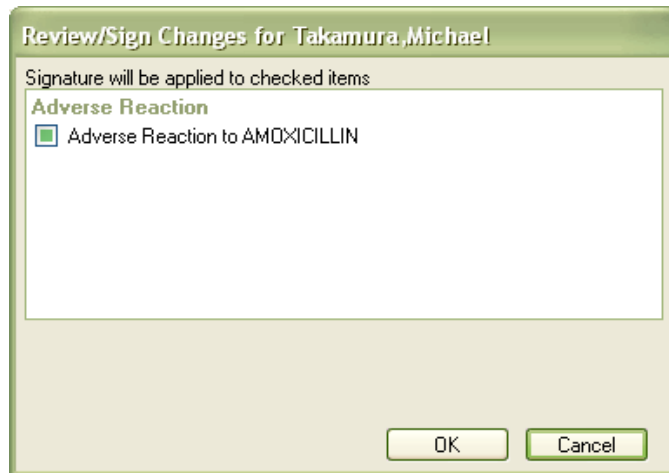 Review/Sign Changes for Takamura,Michael
Signature will be applied to checked items
Adverse Reaction
Adverse Reaction to AMOXICILLIN
OK Cancel